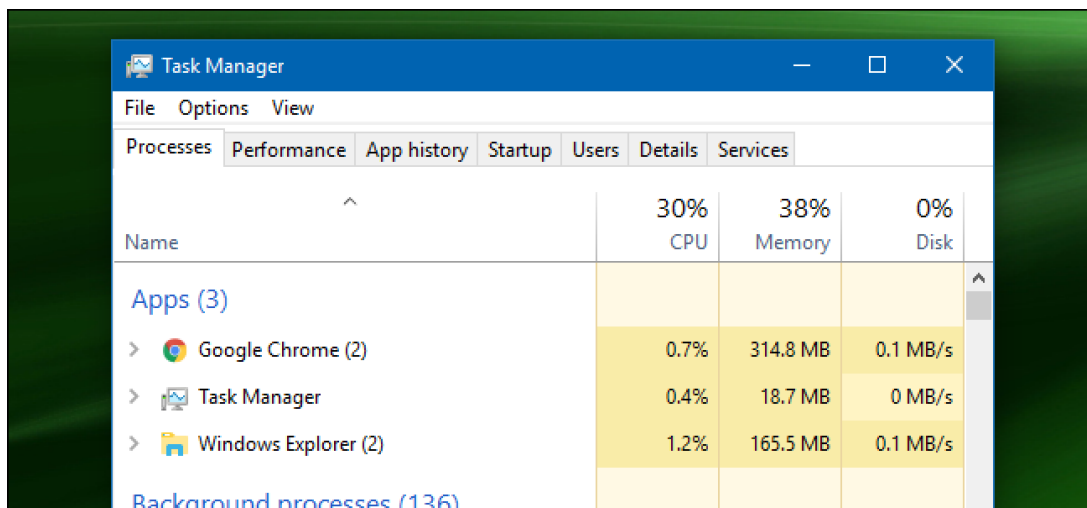 Task Manager
File Options View
Processes Performance App history Startup Users Details Services
30% 38% 0%
Name CPU Memory Disk
Apps (3)
Google Chrome (2) 0.7% 314.8 MB 0.1 MB/s
Task Manager 0.4% 18.7 MB 0 MB/s
Windows Explorer (2) 1.2% 165.5 MB 0.1 MB/s
Background processes (136)